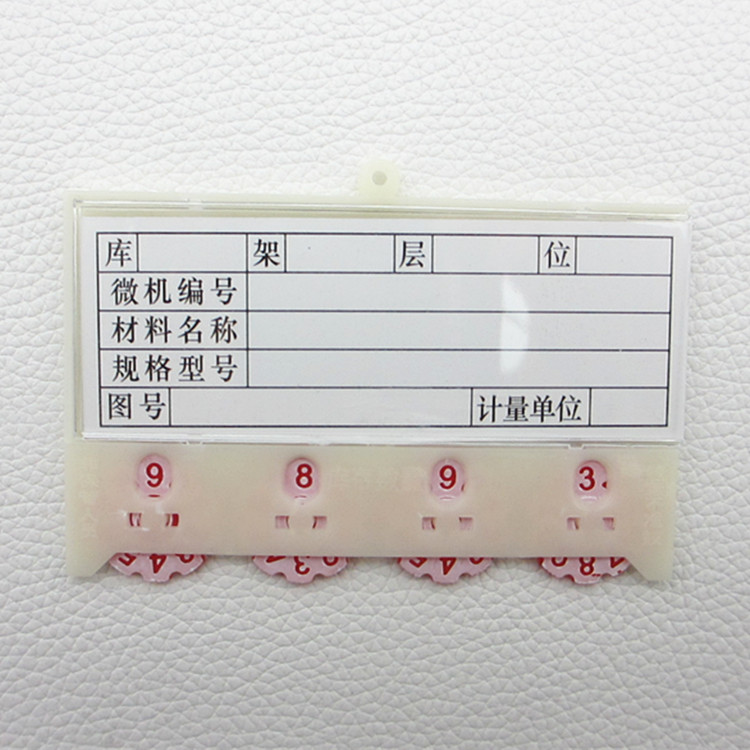 库 架 层 位
微机编号
材料名称
规格型号
图号 计量单位
9 8 9 3